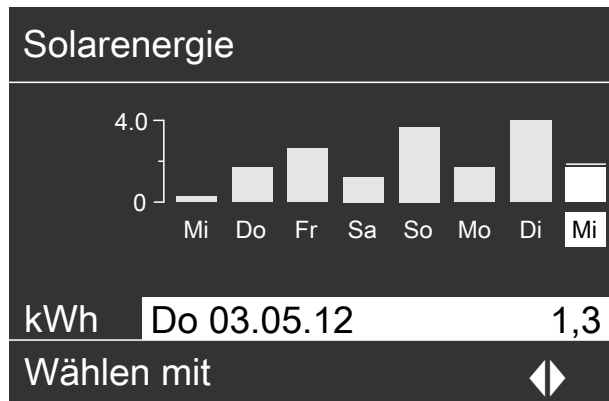 Solarenergie
4.0
0
Mi Do Fr Sa So Mo Di Mi
kWh Do 03.05.12 1,3
Wählen mit